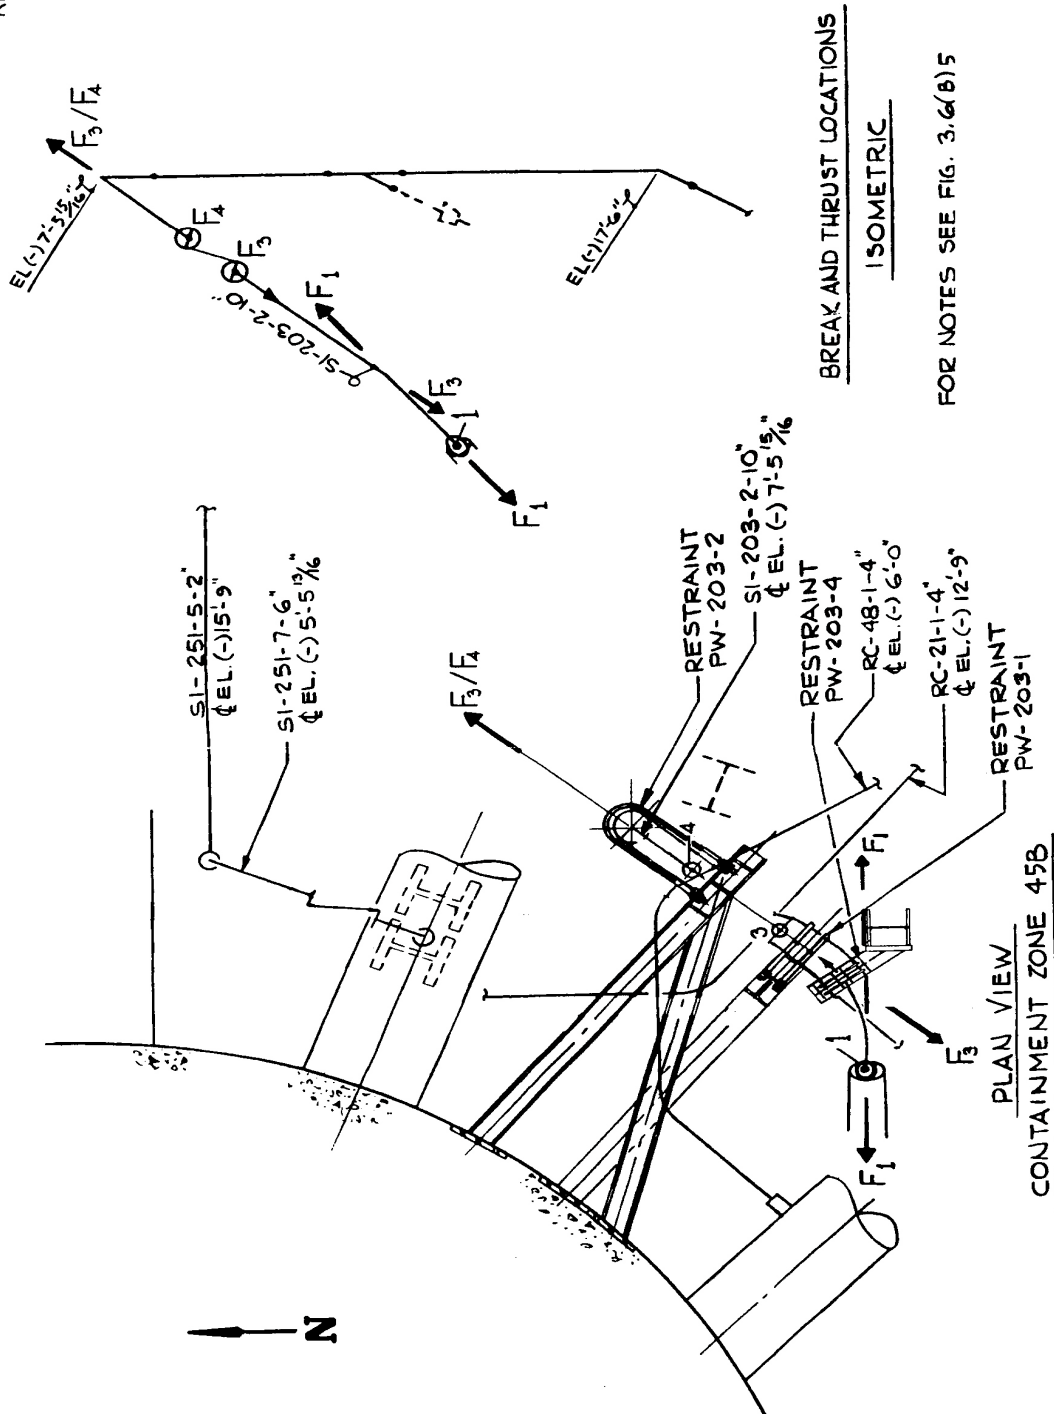 EL(-)7'-5 15/16" ℄
F3/F4
F4
F3
SI-203-2-10"
F1
F3
1
F1
EL(-)17'-6" ℄
BREAK AND THRUST LOCATIONS
ISOMETRIC
FOR NOTES SEE FIG. 3.6(B)5
SI-251-5-2"
℄ EL.(-)15'-9"
SI-251-7-6"
℄ EL.(-) 5'-5 13/16"
F3/F4
RESTRAINT
PW-203-2
SI-203-2-10"
℄ EL.(-) 7'-5 15/16
RESTRAINT
PW-203-4
RC-48-1-4"
℄ EL.(-) 6'-0"
RC-21-1-4"
℄ EL.(-) 12'-9"
RESTRAINT
PW-203-1
4
3
1
F1
F1
F3
N
PLAN VIEW
CONTAINMENT ZONE 45B